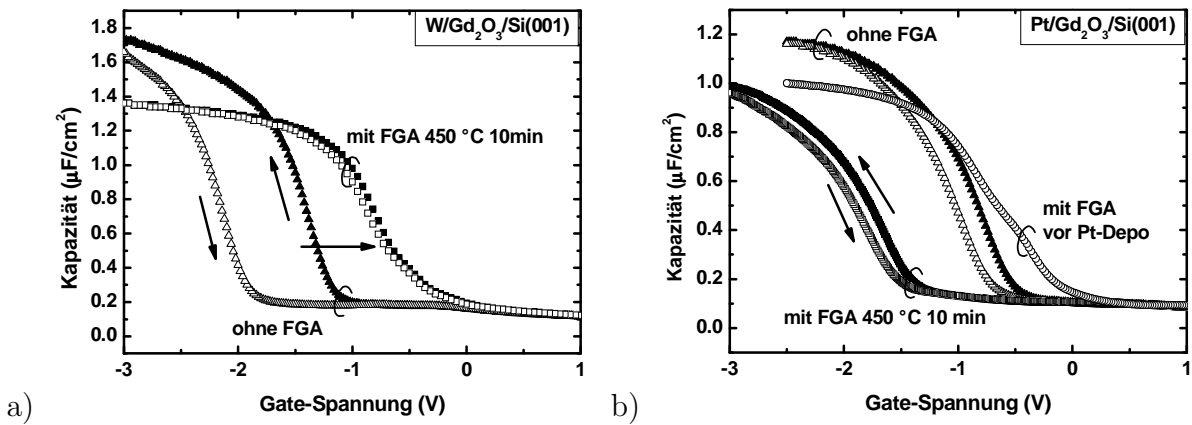 W/Gd₂O₃/Si(001)
1.8
1.6
1.4
1.2
1.0
0.8
0.6
0.4
0.2
0.0
Kapazität (µF/cm²)
mit FGA 450 °C 10min
ohne FGA
-3 -2 -1 0 1
Gate-Spannung (V)
a)
Pt/Gd₂O₃/Si(001)
1.2
1.0
0.8
0.6
0.4
0.2
0.0
Kapazität (µF/cm²)
ohne FGA
mit FGA
vor Pt-Depo
mit FGA 450 °C 10 min
-3 -2 -1 0 1
Gate-Spannung (V)
b)